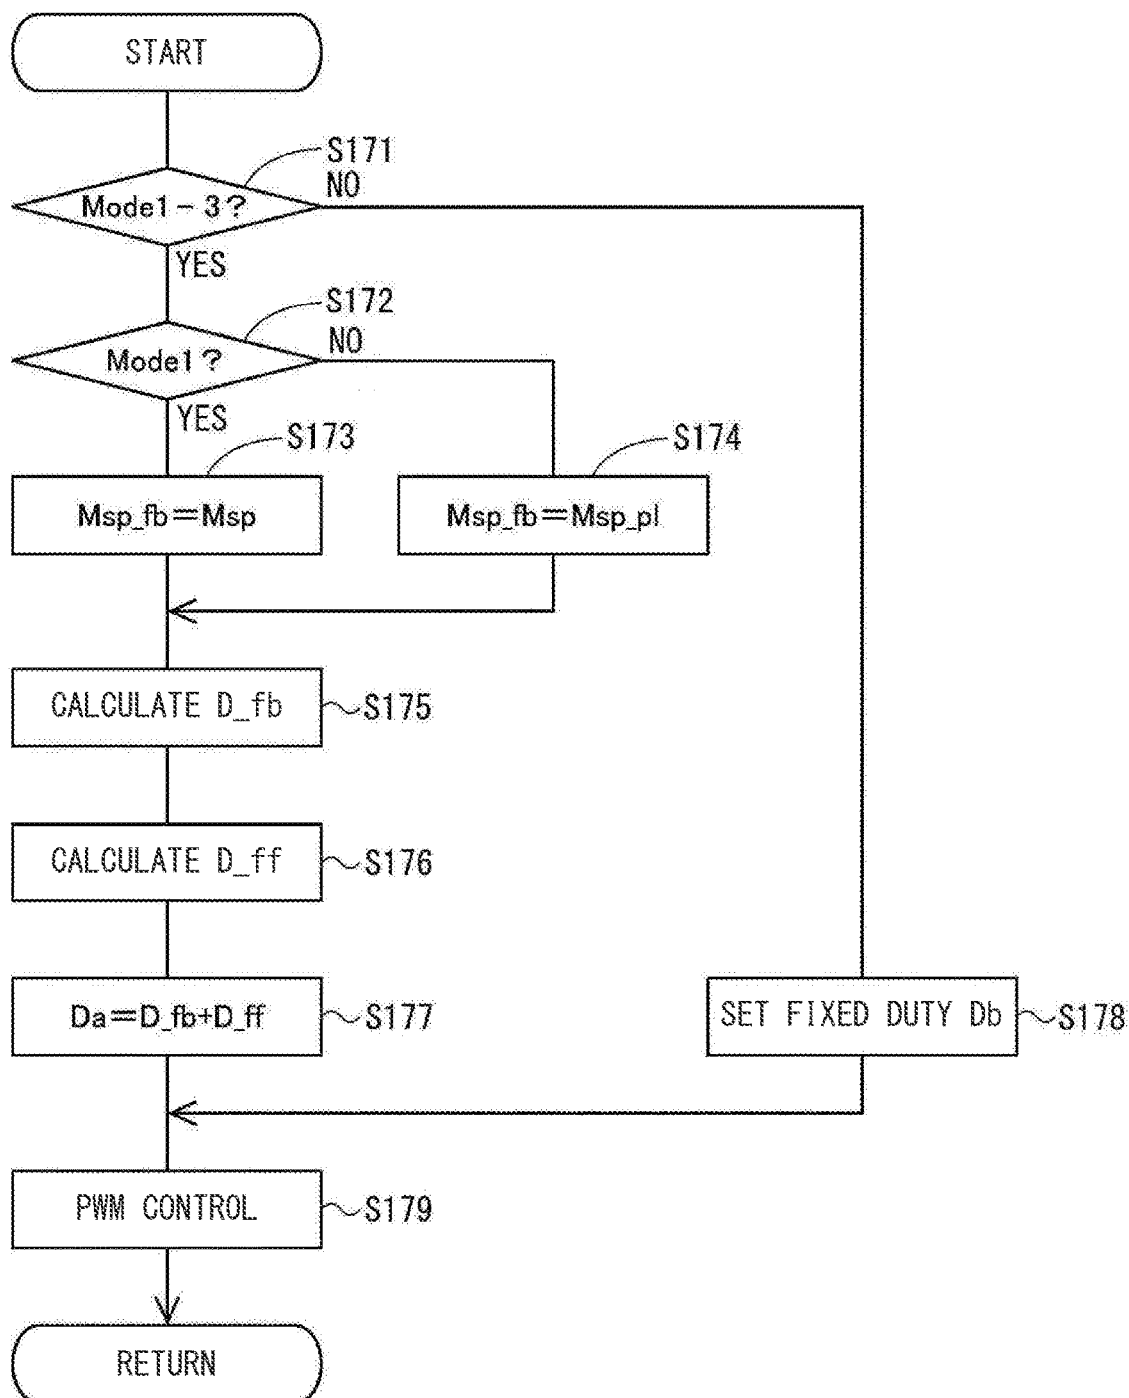 START
S171
NO
Mode1-3?
YES
S172
NO
Mode1?
YES
S173
S174
Msp_fb=Msp
Msp_fb=Msp_pl
CALCULATE D_fb
S175
CALCULATE D_ff
S176
Da=D_fb+D_ff
S177
SET FIXED DUTY Db
S178
PWM CONTROL
S179
RETURN